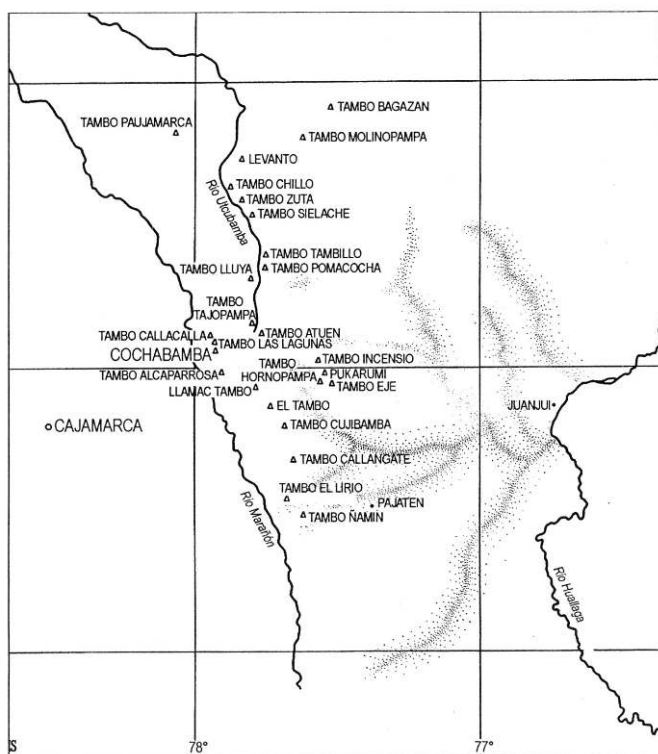 TAMBO BAGAZAN
TAMBO PAUJAMARCA
TAMBO MOLINOPAMPA
LEVANTO
TAMBO CHILLO
TAMBO ZUTA
TAMBO SIELACHE
Río Utcubamba
TAMBO TAMBILLO
TAMBO POMACOCHA
TAMBO LLUYA
TAMBO
TAJOPAMPA
TAMBO ATUEN
TAMBO CALLACALLA
TAMBO LAS LAGUNAS
COCHABAMBA
TAMBO INCENSIO
TAMBO
HORNOPAMPA
PUKARUMI
TAMBO ALCAPARROSA
TAMBO EJE
LLAMAC TAMBO
EL TAMBO
JUANJUI
CAJAMARCA
TAMBO CUJIBAMBA
TAMBO CALLANGATE
TAMBO EL LIRIO
PAJATEN
TAMBO ÑAMIN
Río Marañón
Río Huallaga
S
78°
77°